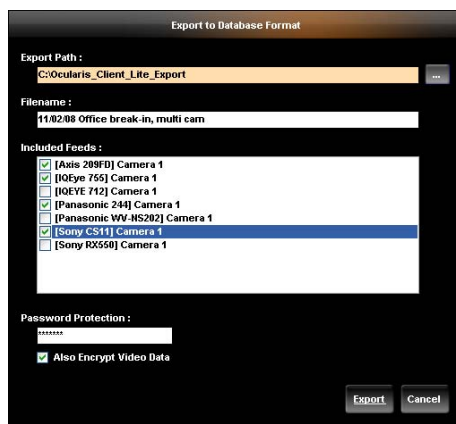 Export to Database Format
Export Path :
C:\Ocularis_Client_Lite_Export
...
Filename :
11/02/08 Office break-in, multi cam
Included Feeds :
[Axis 209FD] Camera 1
[IQEye 755] Camera 1
[IQEYE 712] Camera 1
[Panasonic 244] Camera 1
[Panasonic WV-NS202] Camera 1
[Sony CS11] Camera 1
[Sony RX550] Camera 1
Password Protection :
*******
Also Encrypt Video Data
Export Cancel